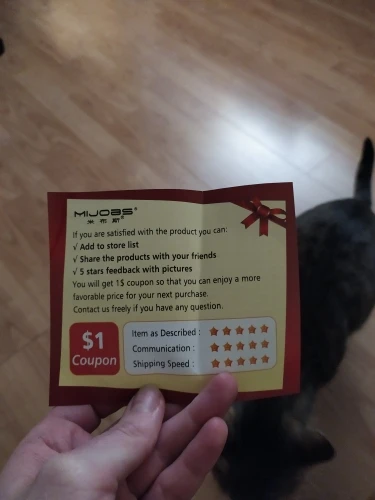 MIJOBS®
米布斯®
If you are satisfied with the product you can:
√ Add to store list
√ Share the products with your friends
√ 5 stars feedback with pictures
You will get 1$ coupon so that you can enjoy a more
favorable price for your next purchase.
Contact us freely if you have any question.
$1
Coupon
Item as Described :
Communication :
Shipping Speed :